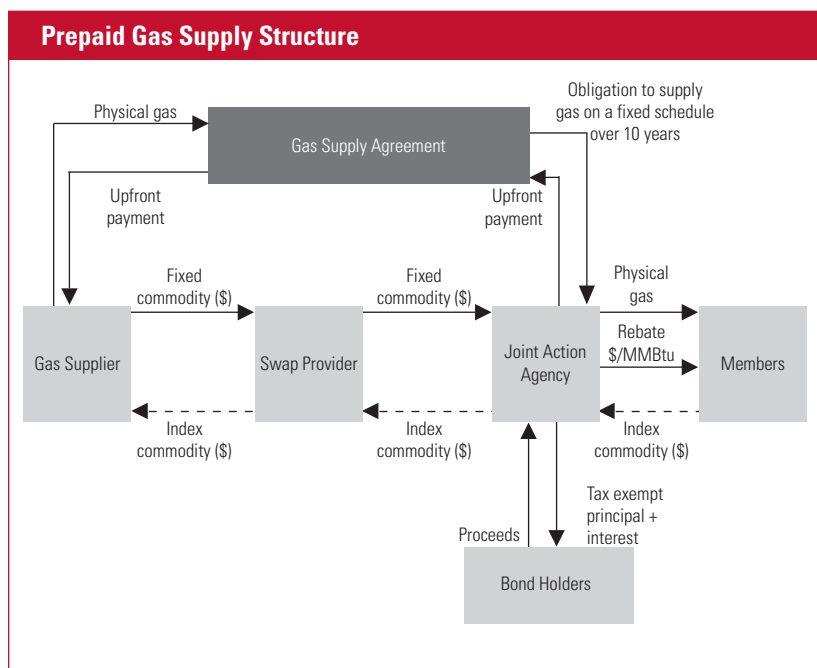 Prepaid Gas Supply Structure
Obligation to supply
gas on a fixed schedule
over 10 years
Physical gas
Gas Supply Agreement
Upfront
payment
Upfront
payment
Fixed
commodity ($)
Fixed
commodity ($)
Physical
gas
Gas Supplier
Swap Provider
Joint Action
Agency
Rebate
$/MMBtu
Members
Index
commodity ($)
Index
commodity ($)
Index
commodity ($)
Proceeds
Tax exempt
principal +
interest
Bond Holders